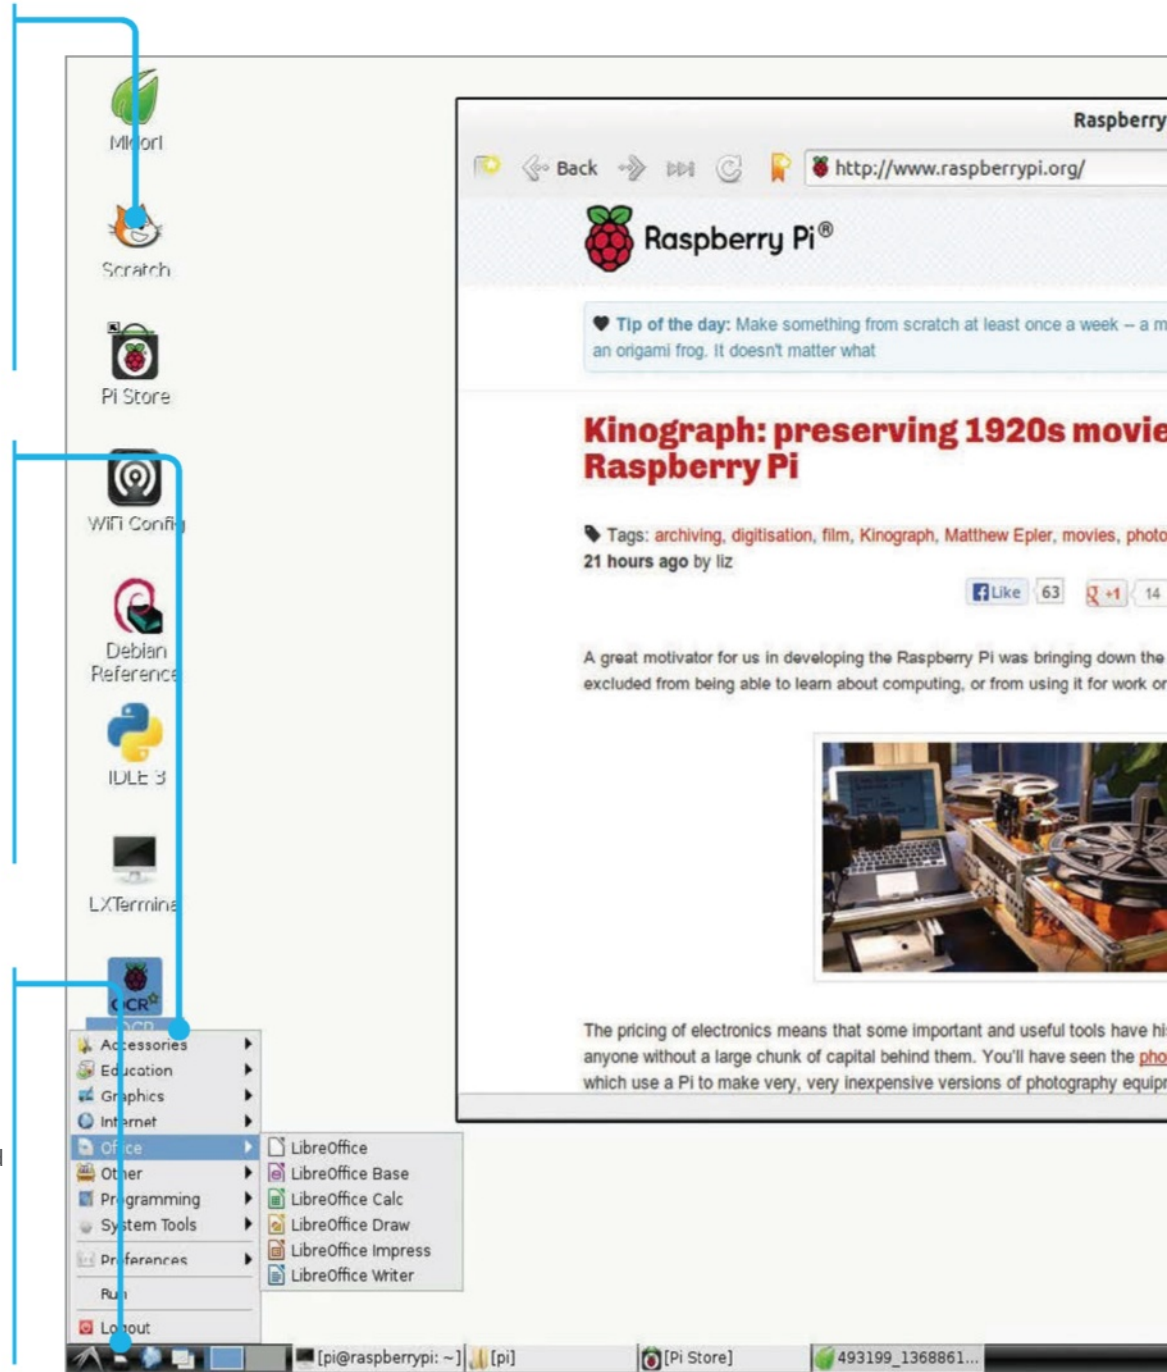 Midori
Scratch
Pi Store
WiFi Config
Debian
Reference
IDLE 3
LXTermina
OCR
OCR
Accessories
Education
Graphics
Internet
Office
Other
Programming
System Tools
Preferences
Run
Logout
LibreOffice
LibreOffice Base
LibreOffice Calc
LibreOffice Draw
LibreOffice Impress
LibreOffice Writer
Raspberry
Back
http://www.raspberrypi.org/
Raspberry Pi®
Tip of the day: Make something from scratch at least once a week – a m
an origami frog. It doesn't matter what
Kinograph: preserving 1920s movie
Raspberry Pi
Tags: archiving, digitisation, film, Kinograph, Matthew Epler, movies, photo
21 hours ago by liz
Like 63 +1 14
A great motivator for us in developing the Raspberry Pi was bringing down the
excluded from being able to learn about computing, or from using it for work or
The pricing of electronics means that some important and useful tools have his
anyone without a large chunk of capital behind them. You'll have seen the pho
which use a Pi to make very, very inexpensive versions of photography equipr
[pi@raspberrypi: ~] [pi] [Pi Store] 493199_1368861...